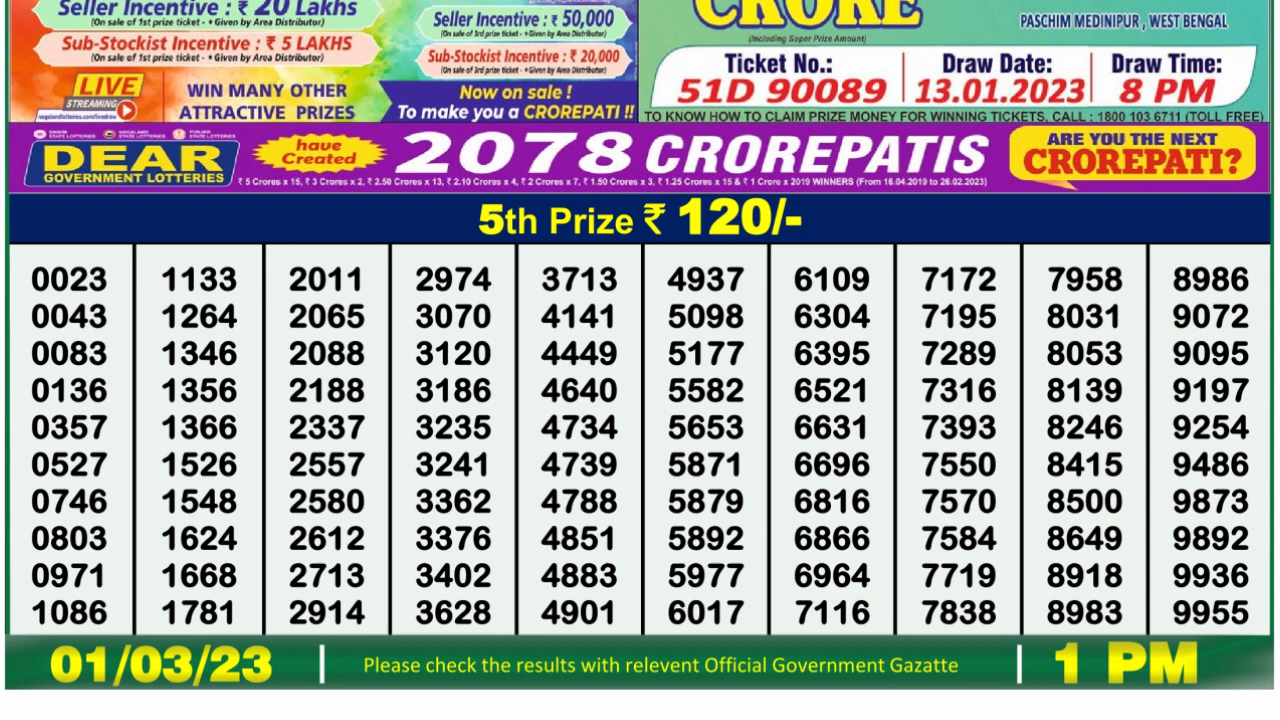 Seller Incentive : ₹ 20 Lakhs
(On sale of 1st prize ticket - • Given by Area Distributor)
Sub-Stockist Incentive : ₹ 5 LAKHS
(On sale of 1st prize ticket - • Given by Area Distributor)
LIVE
STREAMING
nagalandlotteries.com/livedraw
WIN MANY OTHER
ATTRACTIVE PRIZES
Seller Incentive : ₹ 50,000
(On sale of 3rd prize ticket - • Given by Area Distributor)
Sub-Stockist Incentive : ₹ 20,000
(On sale of 3rd prize ticket - • Given by Area Distributor)
Now on sale !
To make you a CROREPATI !!
CRORE
(Including Super Prize Amount)
PASCHIM MEDINIPUR , WEST BENGAL
Ticket No.: Draw Date: Draw Time:
51D 90089 13.01.2023 8 PM
TO KNOW HOW TO CLAIM PRIZE MONEY FOR WINNING TICKETS, CALL : 1800 103 6711 (TOLL FREE)
SIKKIM STATE LOTTERIES NAGALAND STATE LOTTERIES PUNJAB STATE LOTTERIES
DEAR
GOVERNMENT LOTTERIES
have
Created
2078 CROREPATIS
₹ 5 Crores x 15, ₹ 3 Crores x 2, ₹ 2.50 Crores x 13, ₹ 2.10 Crores x 4, ₹ 2 Crores x 7, ₹ 1.50 Crores x 3, ₹ 1.25 Crores x 15 & ₹ 1 Crore x 2019 WINNERS (From 16.04.2019 to 26.02.2023)
ARE YOU THE NEXT
CROREPATI?
5th Prize ₹ 120/-
0023 1133 2011 2974 3713 4937 6109 7172 7958 8986
0043 1264 2065 3070 4141 5098 6304 7195 8031 9072
0083 1346 2088 3120 4449 5177 6395 7289 8053 9095
0136 1356 2188 3186 4640 5582 6521 7316 8139 9197
0357 1366 2337 3235 4734 5653 6631 7393 8246 9254
0527 1526 2557 3241 4739 5871 6696 7550 8415 9486
0746 1548 2580 3362 4788 5879 6816 7570 8500 9873
0803 1624 2612 3376 4851 5892 6866 7584 8649 9892
0971 1668 2713 3402 4883 5977 6964 7719 8918 9936
1086 1781 2914 3628 4901 6017 7116 7838 8983 9955
01/03/23 | Please check the results with relevent Official Government Gazatte | 1 PM